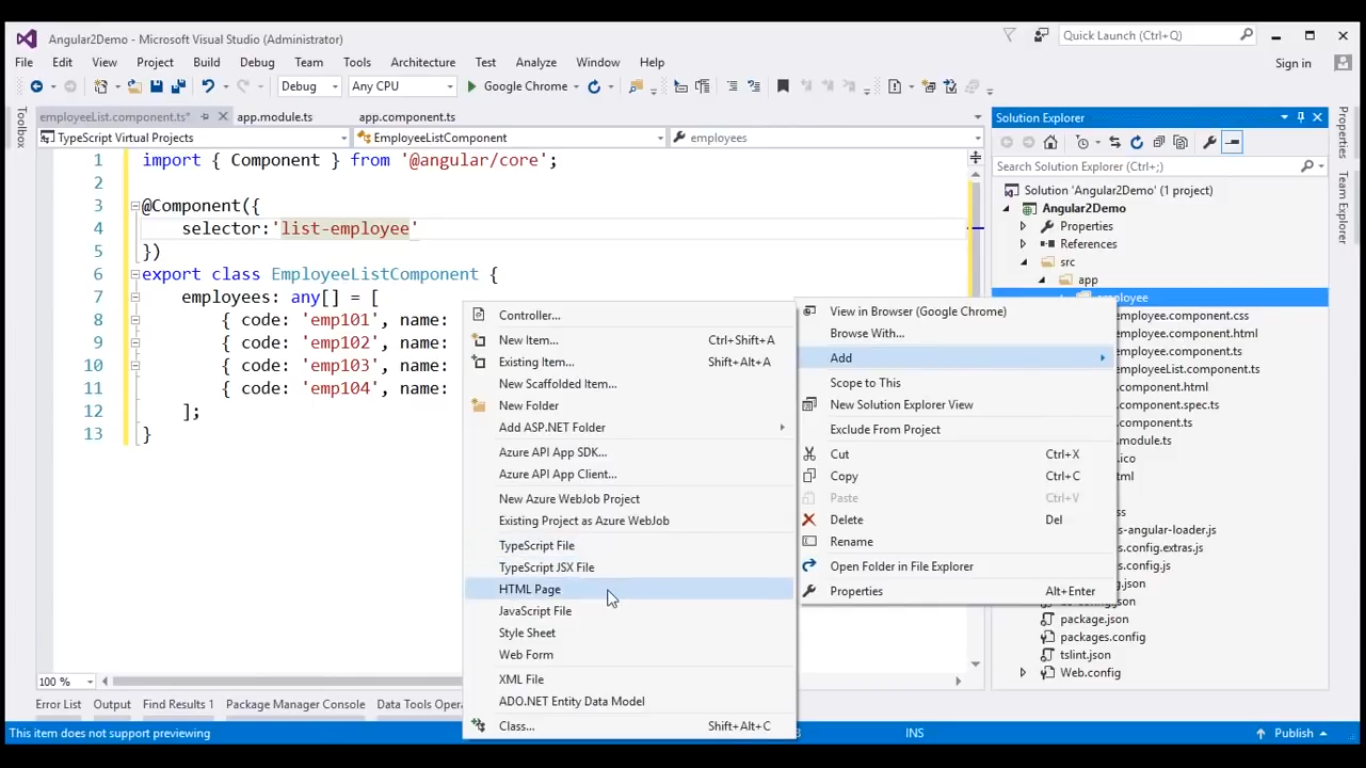 Angular2Demo - Microsoft Visual Studio (Administrator)
Quick Launch (Ctrl+Q)
File Edit View Project Build Debug Team Tools Architecture Test Analyze Window Help
Sign in
Debug Any CPU Google Chrome
employeeList.component.ts* app.module.ts app.component.ts
TypeScript Virtual Projects EmployeeListComponent employees
Toolbox
1 import { Component } from '@angular/core';
2
3 @Component({
4 selector:'list-employee'
5 })
6 export class EmployeeListComponent {
7 employees: any[] = [
8 { code: 'emp101', name:
9 { code: 'emp102', name:
10 { code: 'emp103', name:
11 { code: 'emp104', name:
12 ];
13 }
Controller...
New Item... Ctrl+Shift+A
Existing Item... Shift+Alt+A
New Scaffolded Item...
New Folder
Add ASP.NET Folder
Azure API App SDK...
Azure API App Client...
New Azure WebJob Project
Existing Project as Azure WebJob
TypeScript File
TypeScript JSX File
HTML Page
JavaScript File
Style Sheet
Web Form
XML File
ADO.NET Entity Data Model
Class... Shift+Alt+C
View in Browser (Google Chrome)
Browse With...
Add
Scope to This
New Solution Explorer View
Exclude From Project
Cut Ctrl+X
Copy Ctrl+C
Paste Ctrl+V
Delete Del
Rename
Open Folder in File Explorer
Properties Alt+Enter
Solution Explorer
Search Solution Explorer (Ctrl+;)
Solution 'Angular2Demo' (1 project)
Angular2Demo
Properties
References
src
app
employee
employee.component.css
employee.component.html
employee.component.ts
employeeList.component.ts
.component.html
.component.spec.ts
.component.ts
.module.ts
.ico
tml
ss
s-angular-loader.js
s.config.extras.js
s.config.js
on.json
package.json
packages.config
tslint.json
Web.config
Properties
Team Explorer
100 %
Error List Output Find Results 1 Package Manager Console Data Tools Opera
This item does not support previewing
3 INS Publish